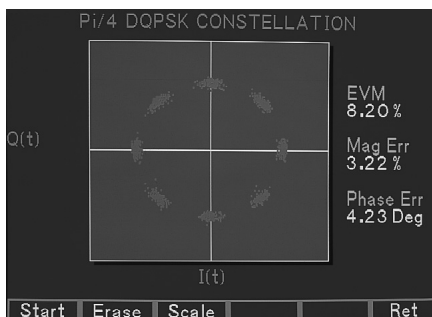 Pi/4 DQPSK CONSTELLATION
EVM
8.20 %
Q(t)
Mag Err
3.22 %
Phase Err
4.23 Deg
I(t)
Start Erase Scale Ret